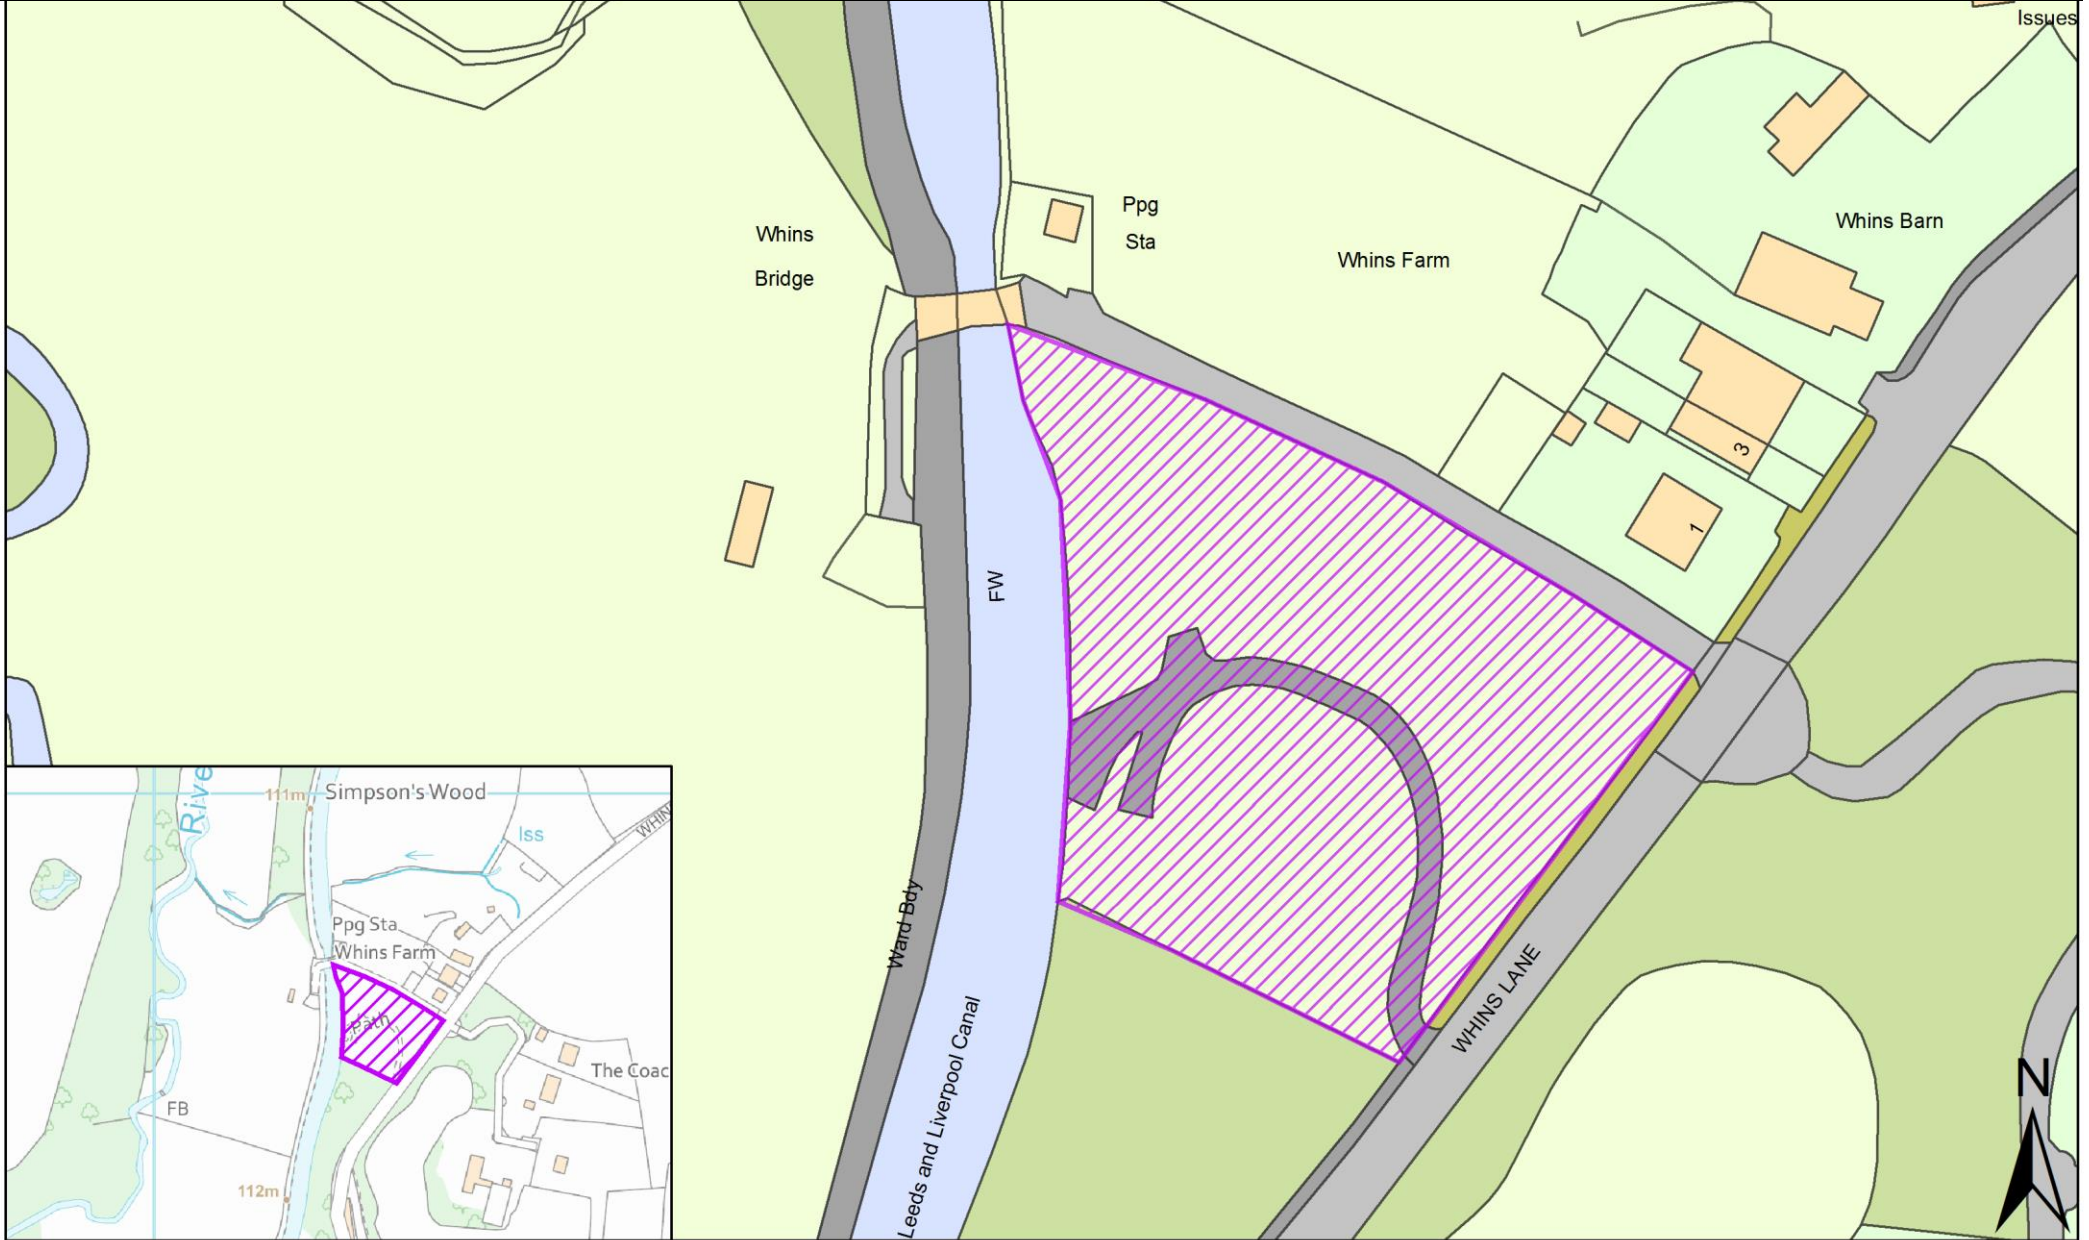 Issues
Whins
Bridge
Ppg
Sta
Whins Farm
Whins Barn
3
1
FW
Ward Bdy
Leeds and Liverpool Canal
WHINS LANE
N
Simpson's Wood
111m
Rive
WHIN
Iss
Ppg Sta
Whins Farm
Path
The Coac
FB
112m